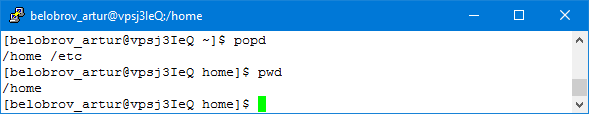 belobrov_artur@vpsj3IeQ:/home
[belobrov_artur@vpsj3IeQ ~]$ popd
/home /etc
[belobrov_artur@vpsj3IeQ home]$ pwd
/home
[belobrov_artur@vpsj3IeQ home]$